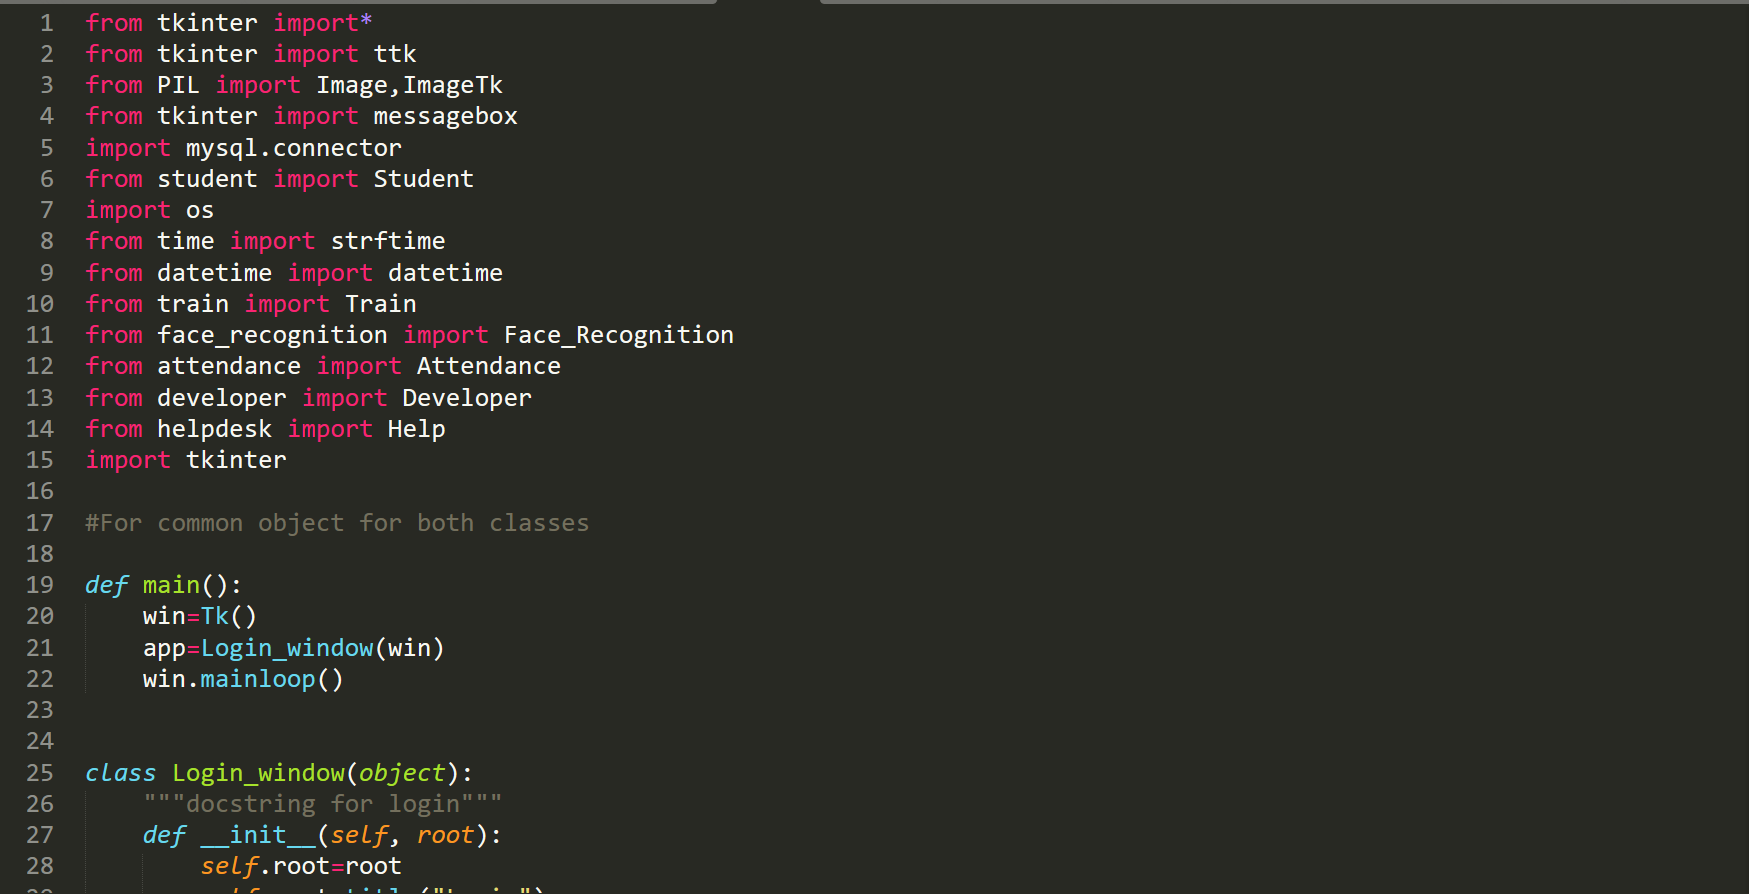 1 from tkinter import*
2 from tkinter import ttk
3 from PIL import Image,ImageTk
4 from tkinter import messagebox
5 import mysql.connector
6 from student import Student
7 import os
8 from time import strftime
9 from datetime import datetime
10 from train import Train
11 from face_recognition import Face_Recognition
12 from attendance import Attendance
13 from developer import Developer
14 from helpdesk import Help
15 import tkinter
16
17 #For common object for both classes
18
19 def main():
20     win=Tk()
21     app=Login_window(win)
22     win.mainloop()
23
24
25 class Login_window(object):
26     """docstring for login"""
27     def __init__(self, root):
28         self.root=root